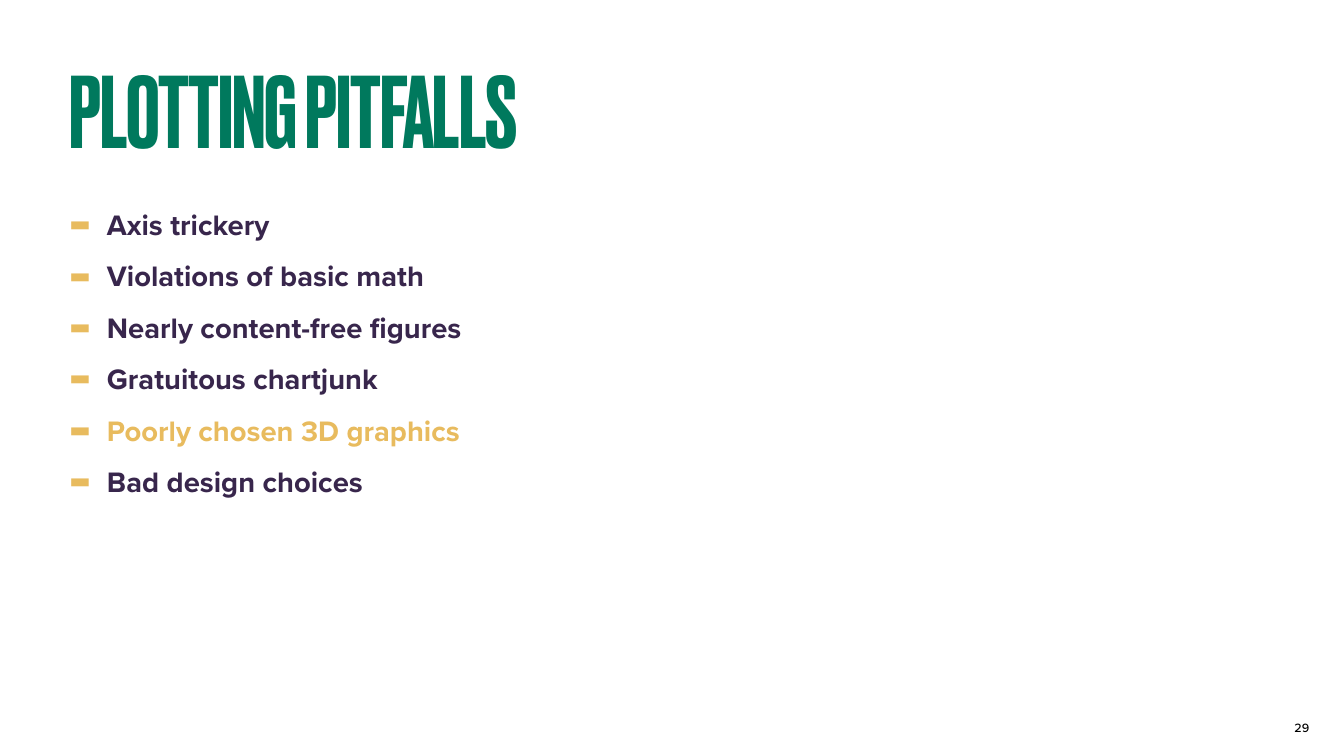 PLOTTING PITFALLS
Axis trickery
Violations of basic math
Nearly content-free figures
Gratuitous chartjunk
Poorly chosen 3D graphics
Bad design choices
29